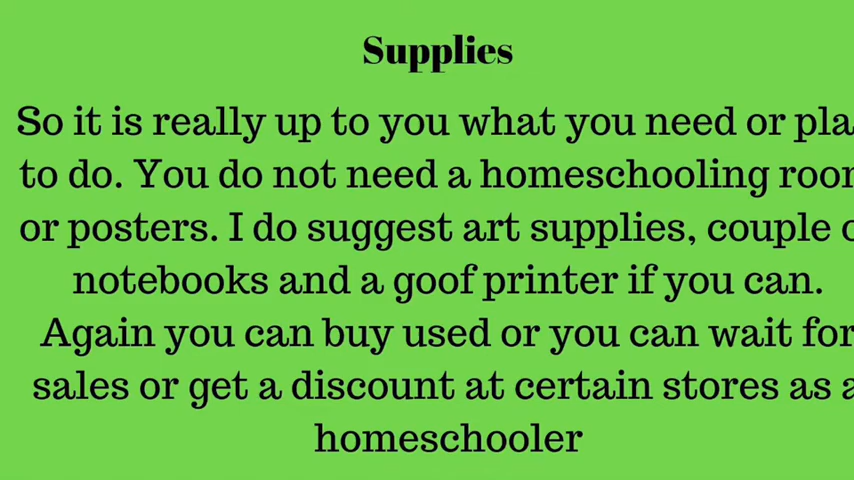 Supplies
So it is really up to you what you need or pla
to do. You do not need a homeschooling roor
or posters. I do suggest art supplies, couple o
notebooks and a goof printer if you can.
Again you can buy used or you can wait for
sales or get a discount at certain stores as a
homeschooler